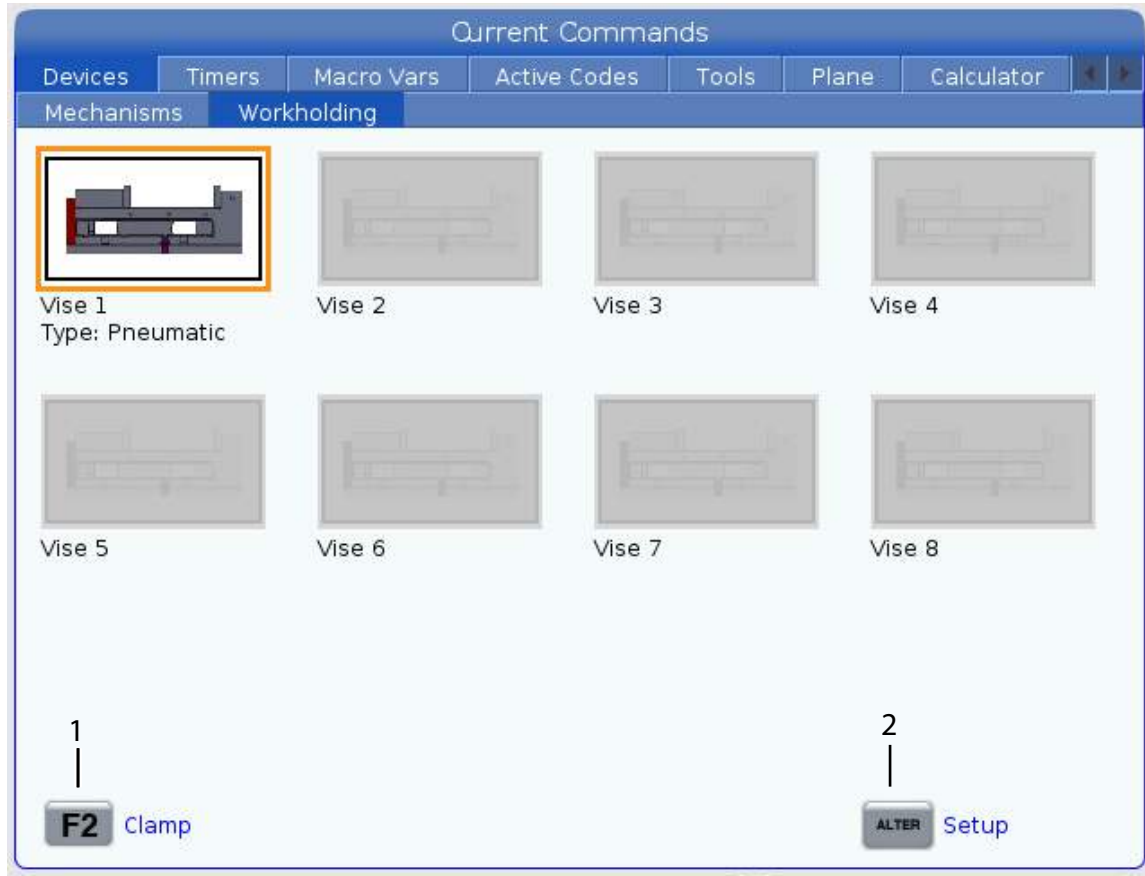 Current Commands
Devices Timers Macro Vars Active Codes Tools Plane Calculator
Mechanisms Workholding
Vise 1 Vise 2 Vise 3 Vise 4
Type: Pneumatic
Vise 5 Vise 6 Vise 7 Vise 8
1 2
F2 Clamp ALTER Setup